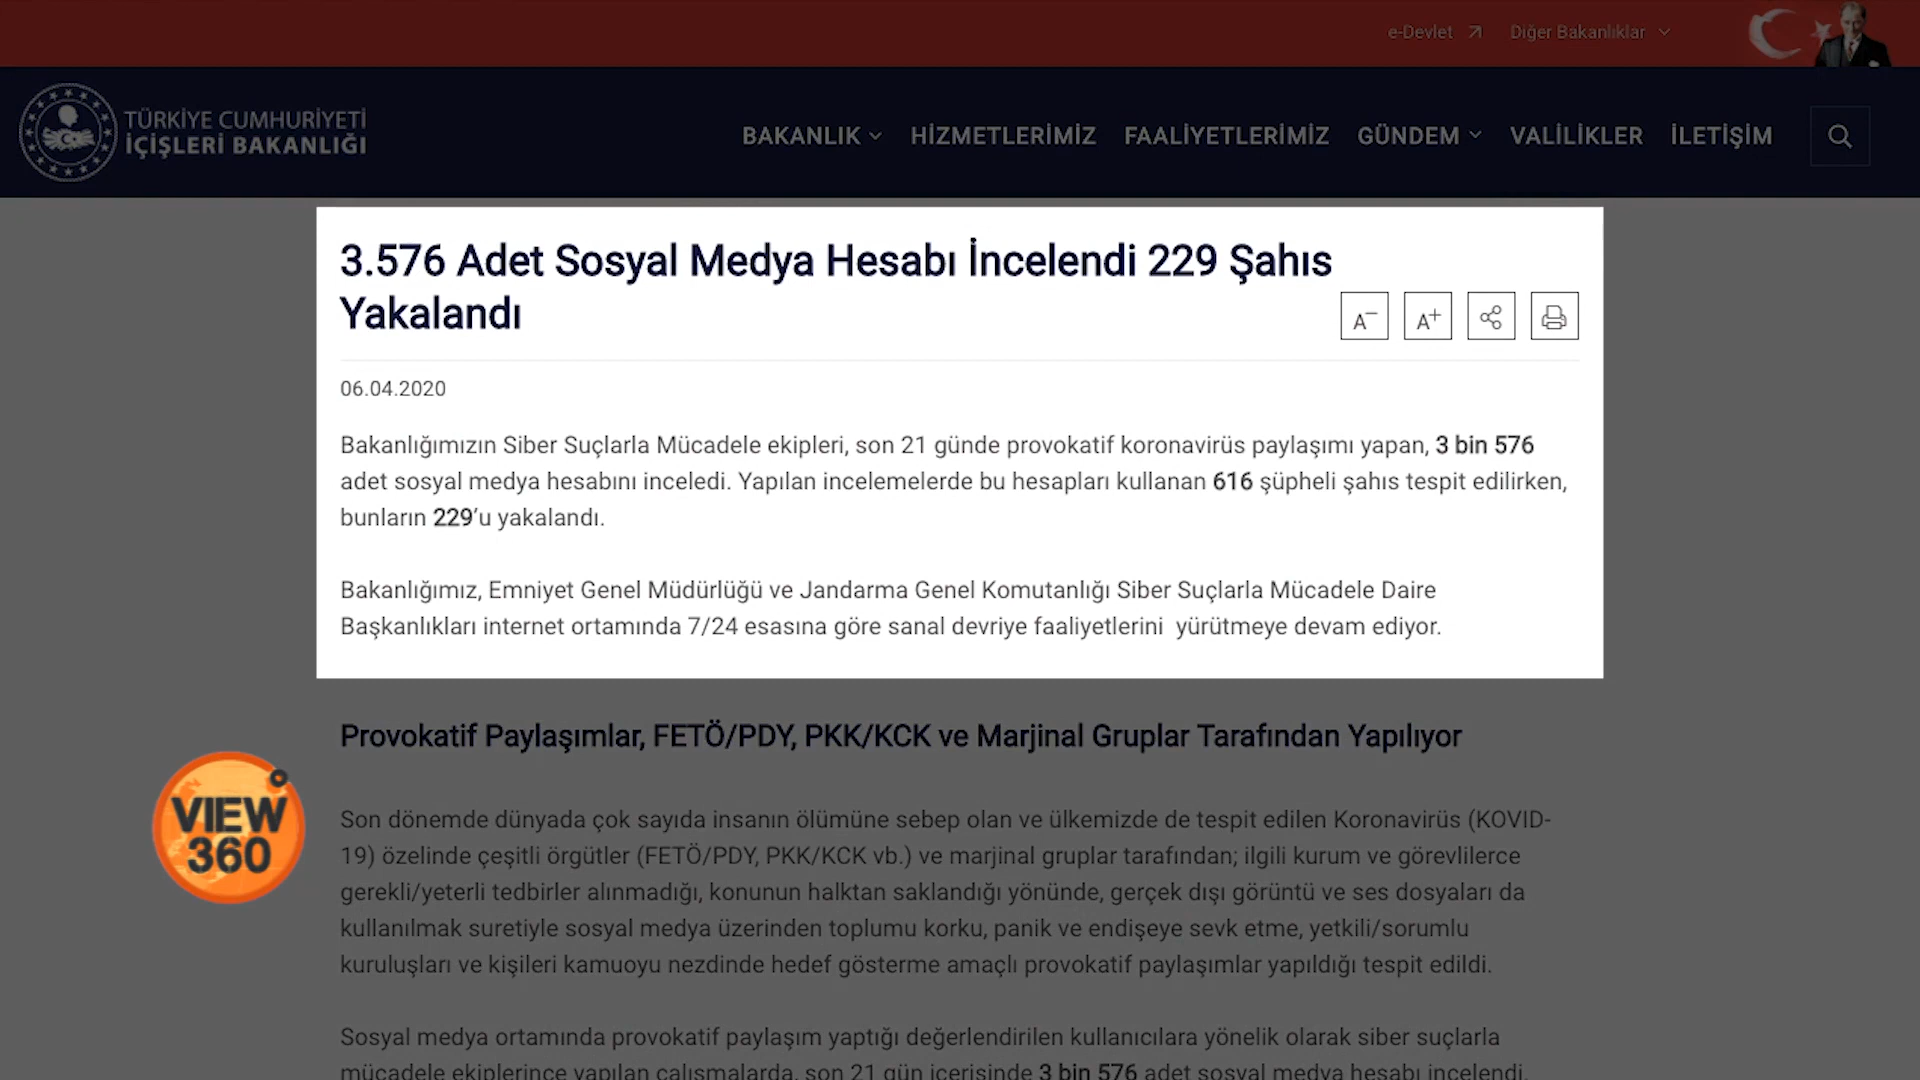 e-Devlet
Diğer Bakanlıklar
TÜRKİYE CUMHURİYETİ
İÇİŞLERİ BAKANLIĞI
BAKANLIK
HİZMETLERİMİZ
FAALİYETLERİMİZ
GÜNDEM
VALİLİKLER
İLETİŞİM
3.576 Adet Sosyal Medya Hesabı İncelendi 229 Şahıs
Yakalandı
A–
A+
06.04.2020
Bakanlığımızın Siber Suçlarla Mücadele ekipleri, son 21 günde provokatif koronavirüs paylaşımı yapan, 3 bin 576
adet sosyal medya hesabını inceledi. Yapılan incelemelerde bu hesapları kullanan 616 şüpheli şahıs tespit edilirken,
bunların 229’u yakalandı.
Bakanlığımız, Emniyet Genel Müdürlüğü ve Jandarma Genel Komutanlığı Siber Suçlarla Mücadele Daire
Başkanlıkları internet ortamında 7/24 esasına göre sanal devriye faaliyetlerini  yürütmeye devam ediyor.
Provokatif Paylaşımlar, FETÖ/PDY, PKK/KCK ve Marjinal Gruplar Tarafından Yapılıyor
VIEW
360°
Son dönemde dünyada çok sayıda insanın ölümüne sebep olan ve ülkemizde de tespit edilen Koronavirüs (KOVID-
19) özelinde çeşitli örgütler (FETÖ/PDY, PKK/KCK vb.) ve marjinal gruplar tarafından; ilgili kurum ve görevlilerce
gerekli/yeterli tedbirler alınmadığı, konunun halktan saklandığı yönünde, gerçek dışı görüntü ve ses dosyaları da
kullanılmak suretiyle sosyal medya üzerinden toplumu korku, panik ve endişeye sevk etme, yetkili/sorumlu
kuruluşları ve kişileri kamuoyu nezdinde hedef gösterme amaçlı provokatif paylaşımlar yapıldığı tespit edildi.
Sosyal medya ortamında provokatif paylaşım yaptığı değerlendirilen kullanıcılara yönelik olarak siber suçlarla
mücadele ekiplerince yapılan çalışmalarda, son 21 gün içerisinde 3 bin 576 adet sosyal medya hesabı incelendi.